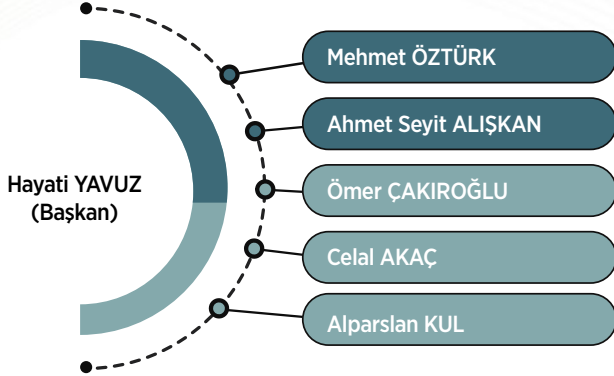 Hayati YAVUZ
(Başkan)
Mehmet ÖZTÜRK
Ahmet Seyit ALIŞKAN
Ömer ÇAKIROĞLU
Celal AKAÇ
Alparslan KUL